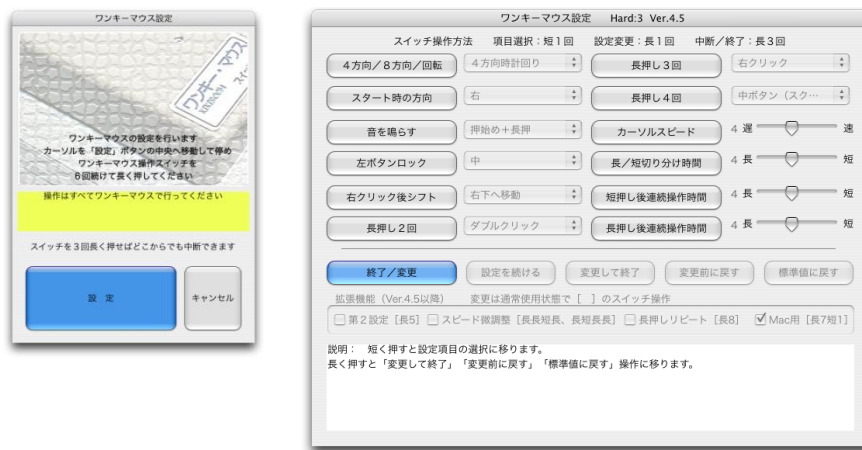 ワンキーマウス設定
ワンキー・マウス
ワンキーマウスの設定を行います
カーソルを「設定」ボタンの中央へ移動して停め
ワンキーマウス操作スイッチを
6回続けて長く押してください
操作はすべてワンキーマウスで行ってください
スイッチを3回長く押せばどこからでも中断できます
設 定
キャンセル
ワンキーマウス設定 Hard:3 Ver.4.5
スイッチ操作方法 項目選択：短1回 設定変更：長1回 中断/終了：長3回
4方向/8方向/回転 4方向時計回り 長押し3回 右クリック
スタート時の方向 右 長押し4回 中ボタン（スク…
音を鳴らす 押始め＋長押 カーソルスピード 4 遅 速
左ボタンロック 中 長/短切り分け時間 4 長 短
右クリック後シフト 右下へ移動 短押し後連続操作時間 4 長 短
長押し2回 ダブルクリック 長押し後連続操作時間 4 長 短
終了/変更 設定を続ける 変更して終了 変更前に戻す 標準値に戻す
拡張機能（Ver.4.5以降） 変更は通常使用状態で［ ］のスイッチ操作
第2設定［長5］ スピード微調整［長長短長、長短長長］ 長押しリピート［長8］ Mac用［長7短1］
説明： 短く押すと設定項目の選択に移ります。
長く押すと「変更して終了」「変更前に戻す」「標準値に戻す」操作に移ります。